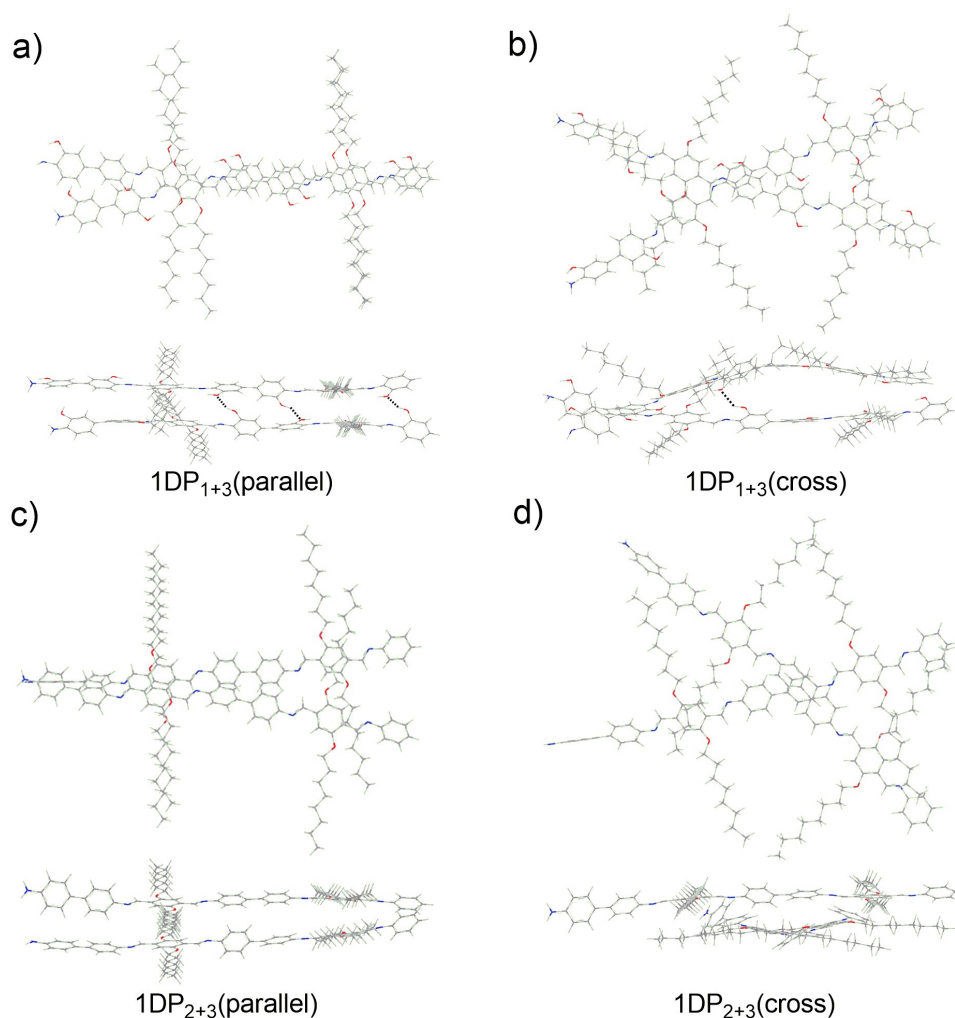 a)
b)
1DP₁₊₃(parallel)
1DP₁₊₃(cross)
c)
d)
1DP₂₊₃(parallel)
1DP₂₊₃(cross)